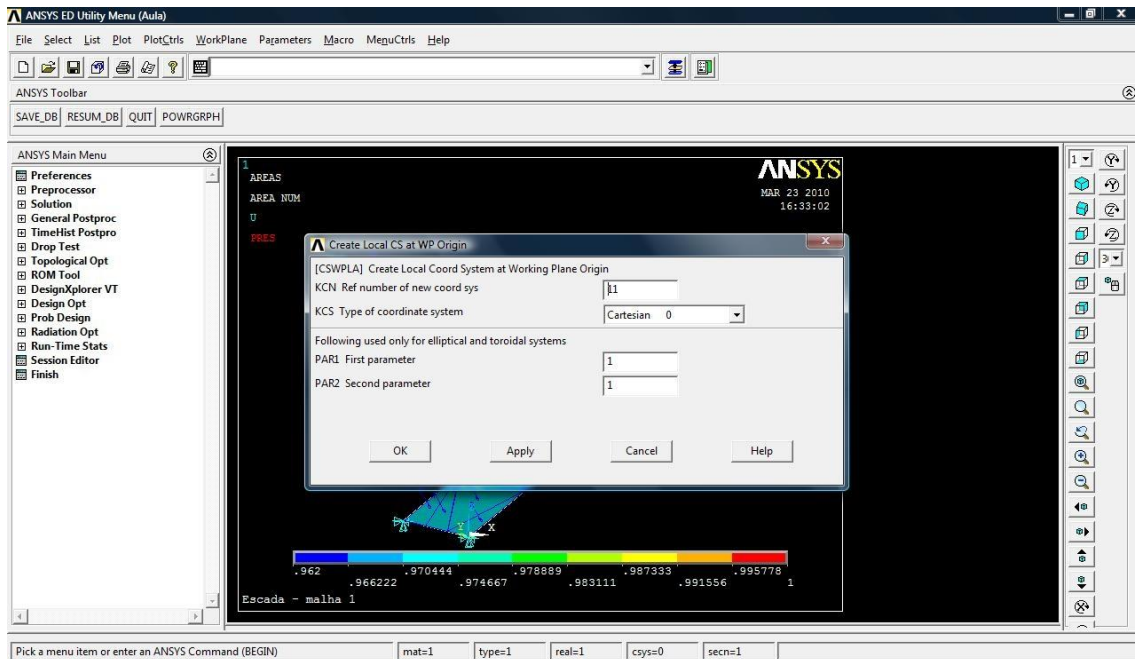 ANSYS ED Utility Menu (Aula)
File Select List Plot PlotCtrls WorkPlane Parameters Macro MenuCtrls Help
ANSYS Toolbar
SAVE_DB RESUM_DB QUIT POWRGRPH
ANSYS Main Menu
Preferences
Preprocessor
Solution
General Postproc
TimeHist Postpro
Drop Test
Topological Opt
ROM Tool
DesignXplorer VT
Design Opt
Prob Design
Radiation Opt
Run-Time Stats
Session Editor
Finish
1
AREAS
AREA NUM
U
PRES
ANSYS
MAR 23 2010
16:33:02
Create Local CS at WP Origin
[CSWPLA] Create Local Coord System at Working Plane Origin
KCN Ref number of new coord sys 11
KCS Type of coordinate system Cartesian 0
Following used only for elliptical and toroidal systems
PAR1 First parameter 1
PAR2 Second parameter 1
OK Apply Cancel Help
Y X
.962 .970444 .978889 .987333 .995778
.966222 .974667 .983111 .991556 1
Escada - malha 1
1
Pick a menu item or enter an ANSYS Command (BEGIN) mat=1 type=1 real=1 csys=0 secn=1